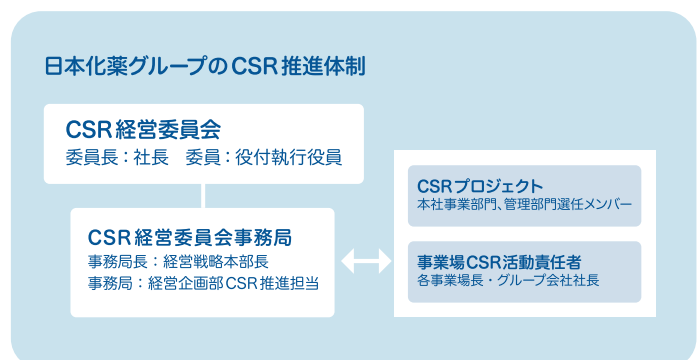 日本化薬グループのCSR推進体制
CSR経営委員会
委員長：社長　委員：役付執行役員
CSR経営委員会事務局
事務局長：経営戦略本部長
事務局：経営企画部CSR推進担当
CSRプロジェクト
本社事業部門、管理部門選任メンバー
事業場CSR活動責任者
各事業場長・グループ会社社長